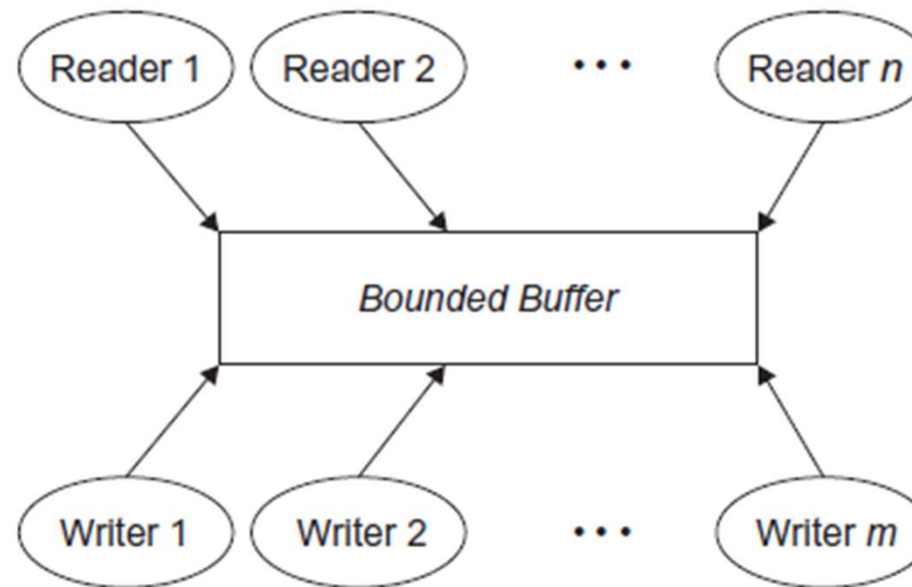 Reader 1 Reader 2 ··· Reader n
Bounded Buffer
Writer 1 Writer 2 ··· Writer m